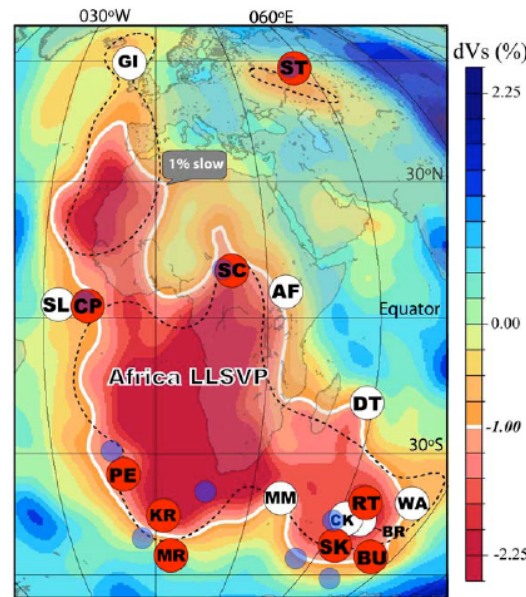 030°W
060°E
dVs (%)
GI
ST
2.25
1% slow
30°N
SC
SL
CP
AF
Equator
0.00
Africa LLSVP
DT
-1.00
30°S
PE
MM
RT
WA
KR
CK
BR
MR
SK
BU
-2.25